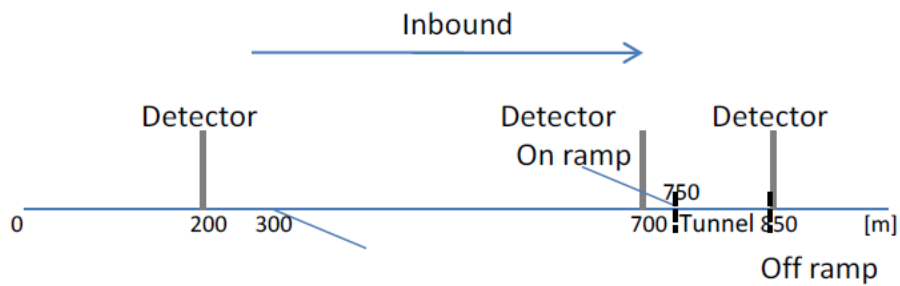 Inbound
Detector
Detector
Detector
On ramp
750
0
200
300
700
Tunnel
850
[m]
Off ramp